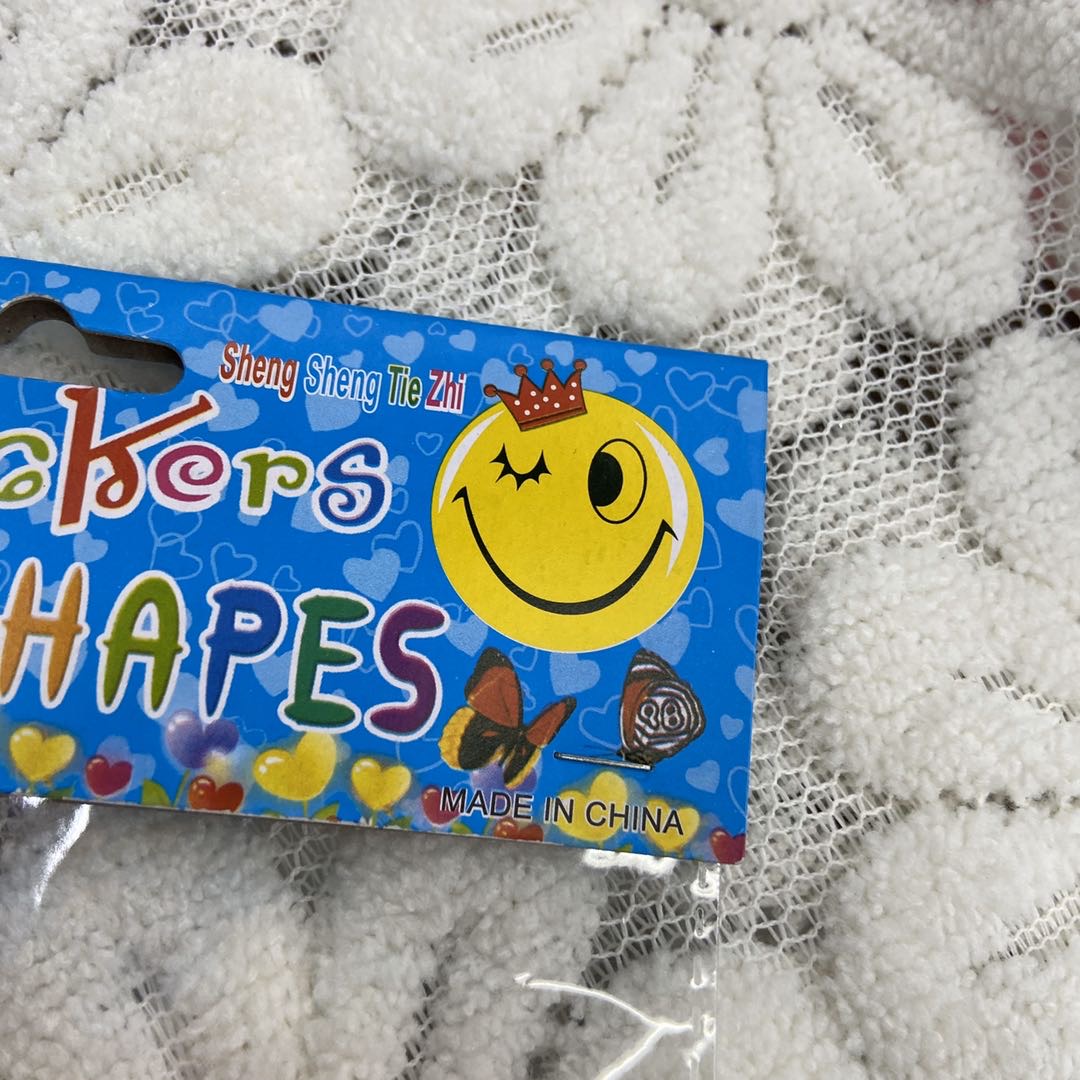 Sheng Sheng Tie Zhi
ckers
HAPES
MADE IN CHINA